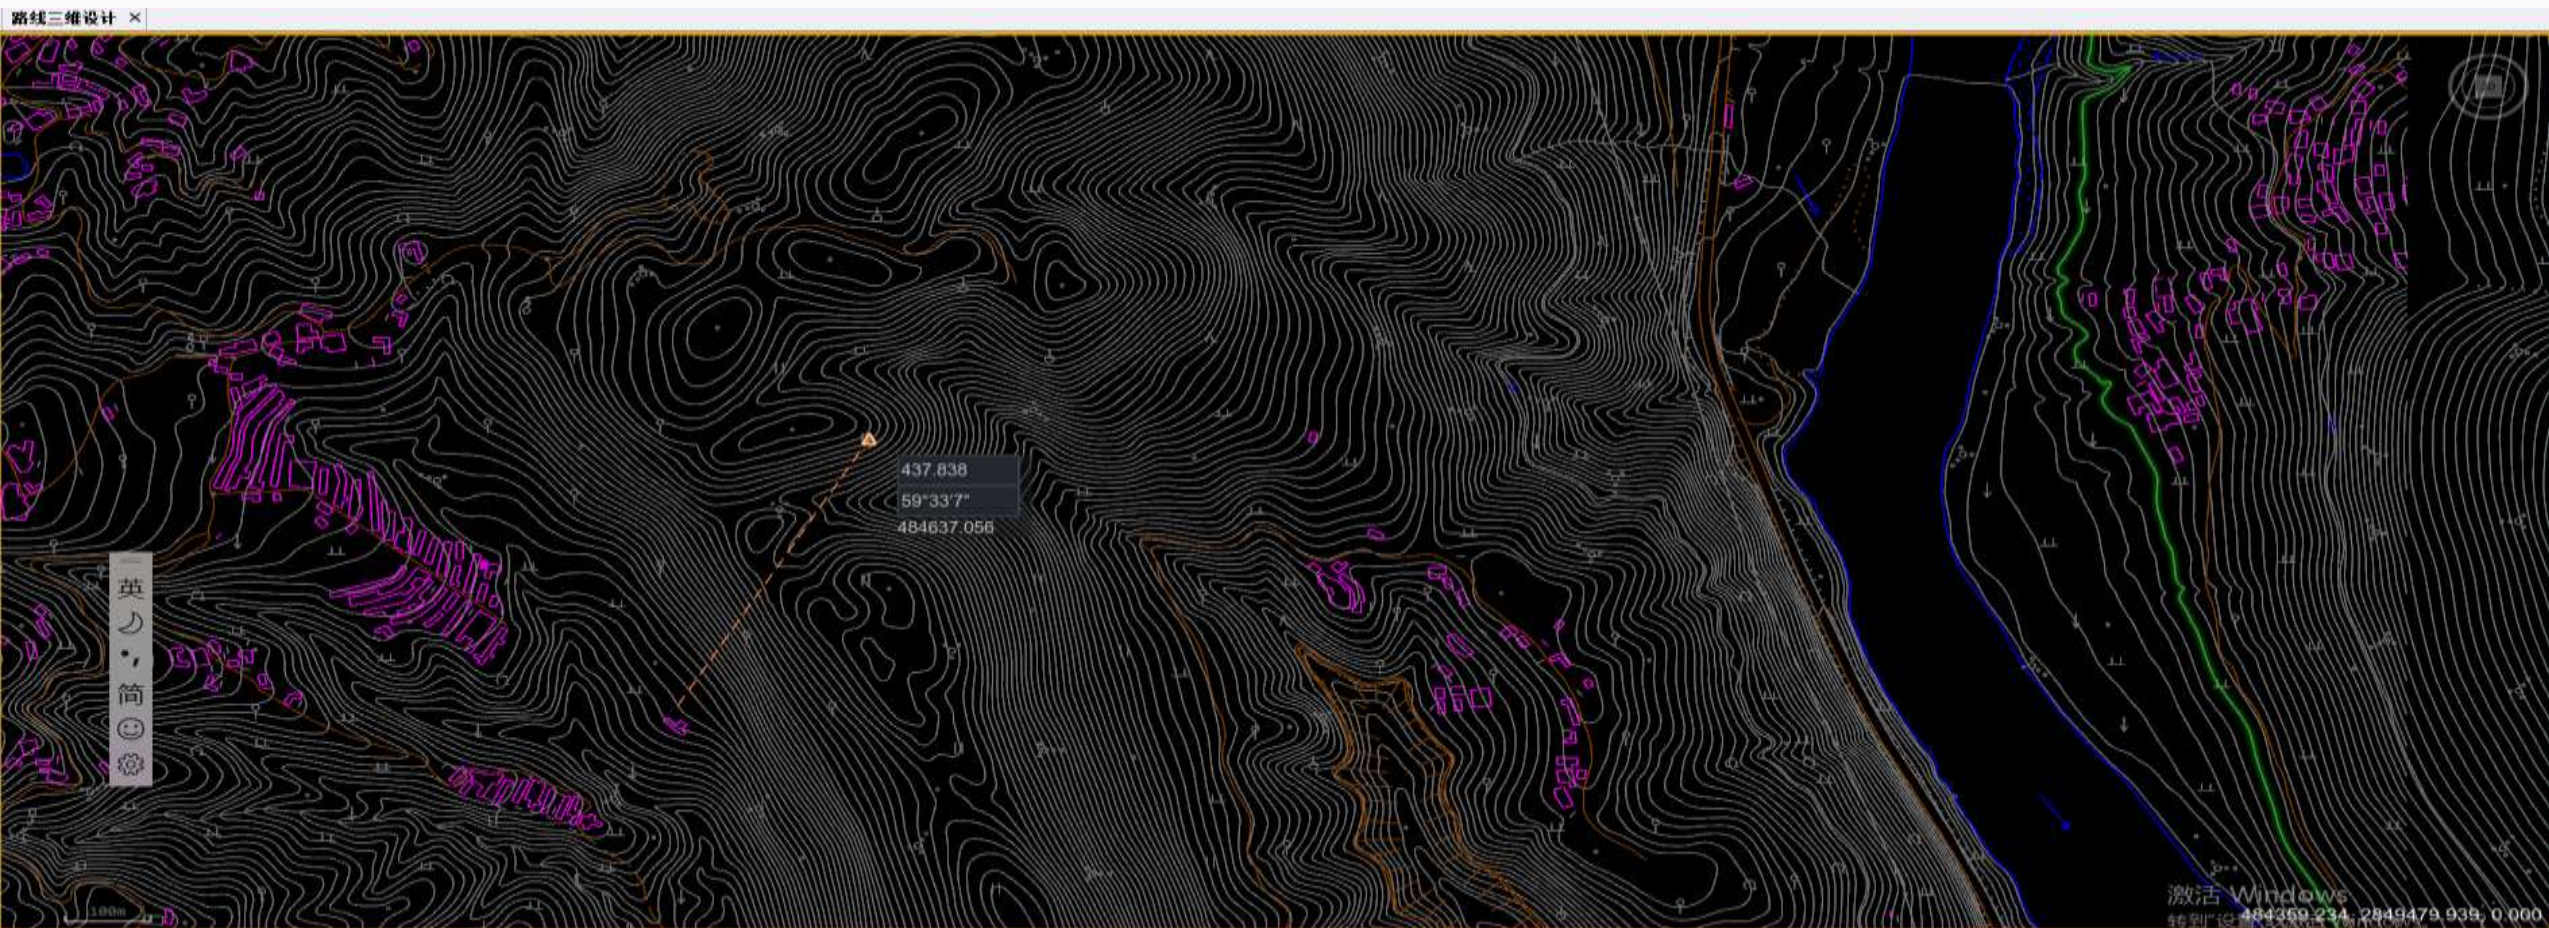 路线三维设计 ×
437.838
59°33'7"
484637.056
英
简
100m
激活 Windows
484359.234, 2849479.939, 0.000